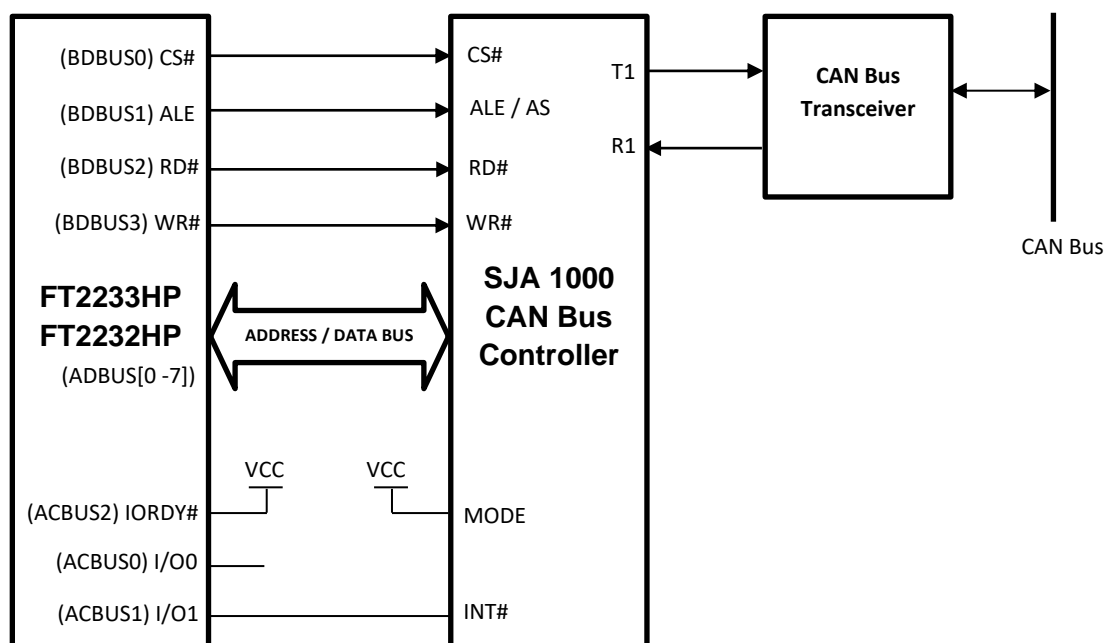 (BDBUS0) CS#
(BDBUS1) ALE
(BDBUS2) RD#
(BDBUS3) WR#
FT2233HP
FT2232HP
(ADBUS[0 -7])
(ACBUS2) IORDY#
(ACBUS0) I/O0
(ACBUS1) I/O1
VCC
ADDRESS / DATA BUS
VCC
CS#
ALE / AS
RD#
WR#
SJA 1000
CAN Bus
Controller
MODE
INT#
T1
R1
CAN Bus
Transceiver
CAN Bus